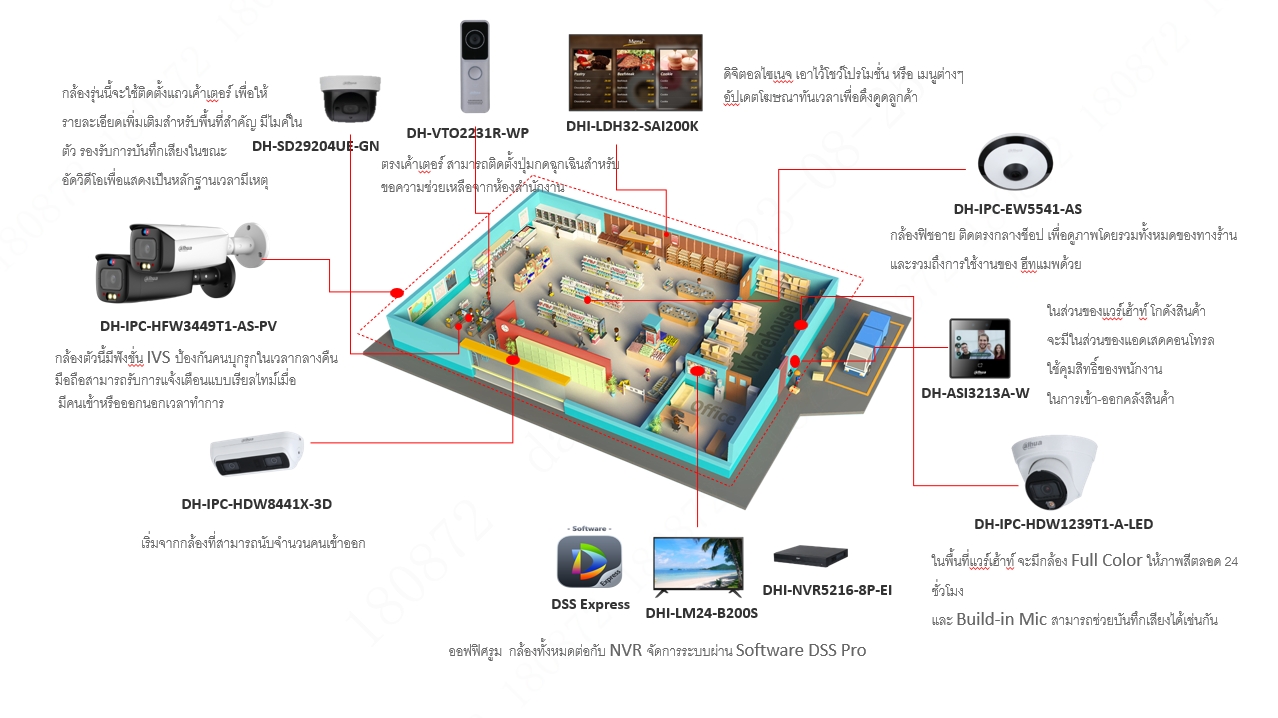 กล้องรุ่นนี้จะใช้ติดตั้งแถวเค้าเตอร์ เพื่อให้
รายละเอียดเพิ่มเติมสำหรับพื้นที่สำคัญ มีไมค์ใน
ตัว รองรับการบันทึกเสียงในขณะ
อัดวิดีโอเพื่อแสดงเป็นหลักฐานเวลามีเหตุ
DH-SD29204UE-GN
DH-VTO2231R-WP
ตรงเค้าเตอร์ สามารถติดตั้งปุ่มกดฉุกเฉินสำหรับ
ขอความช่วยเหลือจากห้องสำนักงาน
Menu
DHI-LDH32-SAI200K
ดิจิตอลไซเนจ เอาไว้โชว์โปรโมชั่น หรือ เมนูต่างๆ
อัปเดตโฆษณาทันเวลาเพื่อดึงดูดลูกค้า
DH-IPC-EW5541-AS
กล้องฟิชอาย ติดตรงกลางช็อป เพื่อดูภาพโดยรวมทั้งหมดของทางร้าน
และรวมถึงการใช้งานของ ฮีทแมพด้วย
DH-IPC-HFW3449T1-AS-PV
กล้องตัวนี้มีฟังชั่น IVS ป้องกันคนบุกรุกในเวลากลางคืน
มือถือสามารถรับการแจ้งเตือนแบบเรียลไทม์เมื่อ
มีคนเข้าหรือออกนอกเวลาทำการ
Warehouse
Office
DH-ASI3213A-W
ในส่วนของแวร์เฮ้าท์ โกดังสินค้า
จะมีในส่วนของแอดเสดคอนโทรล
ใช้คุมสิทธิ์ของพนักงาน
ในการเข้า-ออกคลังสินค้า
DH-IPC-HDW8441X-3D
เริ่มจากกล้องที่สามารถนับจำนวนคนเข้าออก
DH-IPC-HDW1239T1-A-LED
ในพื้นที่แวร์เฮ้าท์ จะมีกล้อง Full Color ให้ภาพสีตลอด 24
ชั่วโมง
และ Build-in Mic สามารถช่วยบันทึกเสียงได้เช่นกัน
- Software -
Express
DSS Express
DHI-LM24-B200S
DHI-NVR5216-8P-EI
ออฟฟิศรูม กล้องทั้งหมดต่อกับ NVR จัดการระบบผ่าน Software DSS Pro